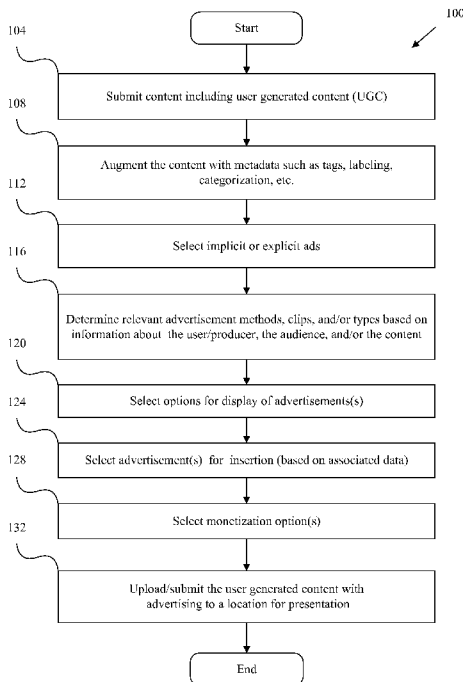 100
Start
104
Submit content including user generated content (UGC)
108
Augment the content with metadata such as tags, labeling,
categorization, etc.
112
Select implicit or explicit ads
116
Determine relevant advertisement methods, clips, and/or types based on
information about the user/producer, the audience, and/or the content
120
Select options for display of advertisements(s)
124
Select advertisement(s) for insertion (based on associated data)
128
Select monetization option(s)
132
Upload/submit the user generated content with
advertising to a location for presentation
End